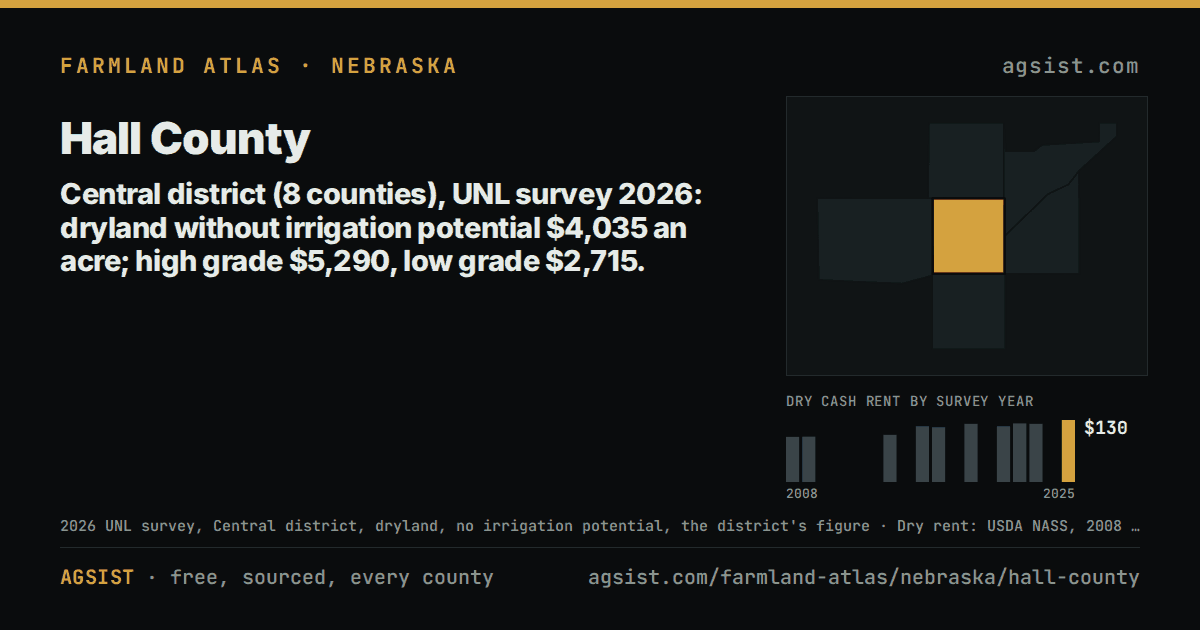 FARMLAND ATLAS · NEBRASKA
agsist.com
Hall County
Central district (8 counties), UNL survey 2026:
dryland without irrigation potential $4,035 an
acre; high grade $5,290, low grade $2,715.
DRY CASH RENT BY SURVEY YEAR
$130
2008
2025
2026 UNL survey, Central district, dryland, no irrigation potential, the district's figure · Dry rent: USDA NASS, 2008 …
AGSIST · free, sourced, every county
agsist.com/farmland-atlas/nebraska/hall-county